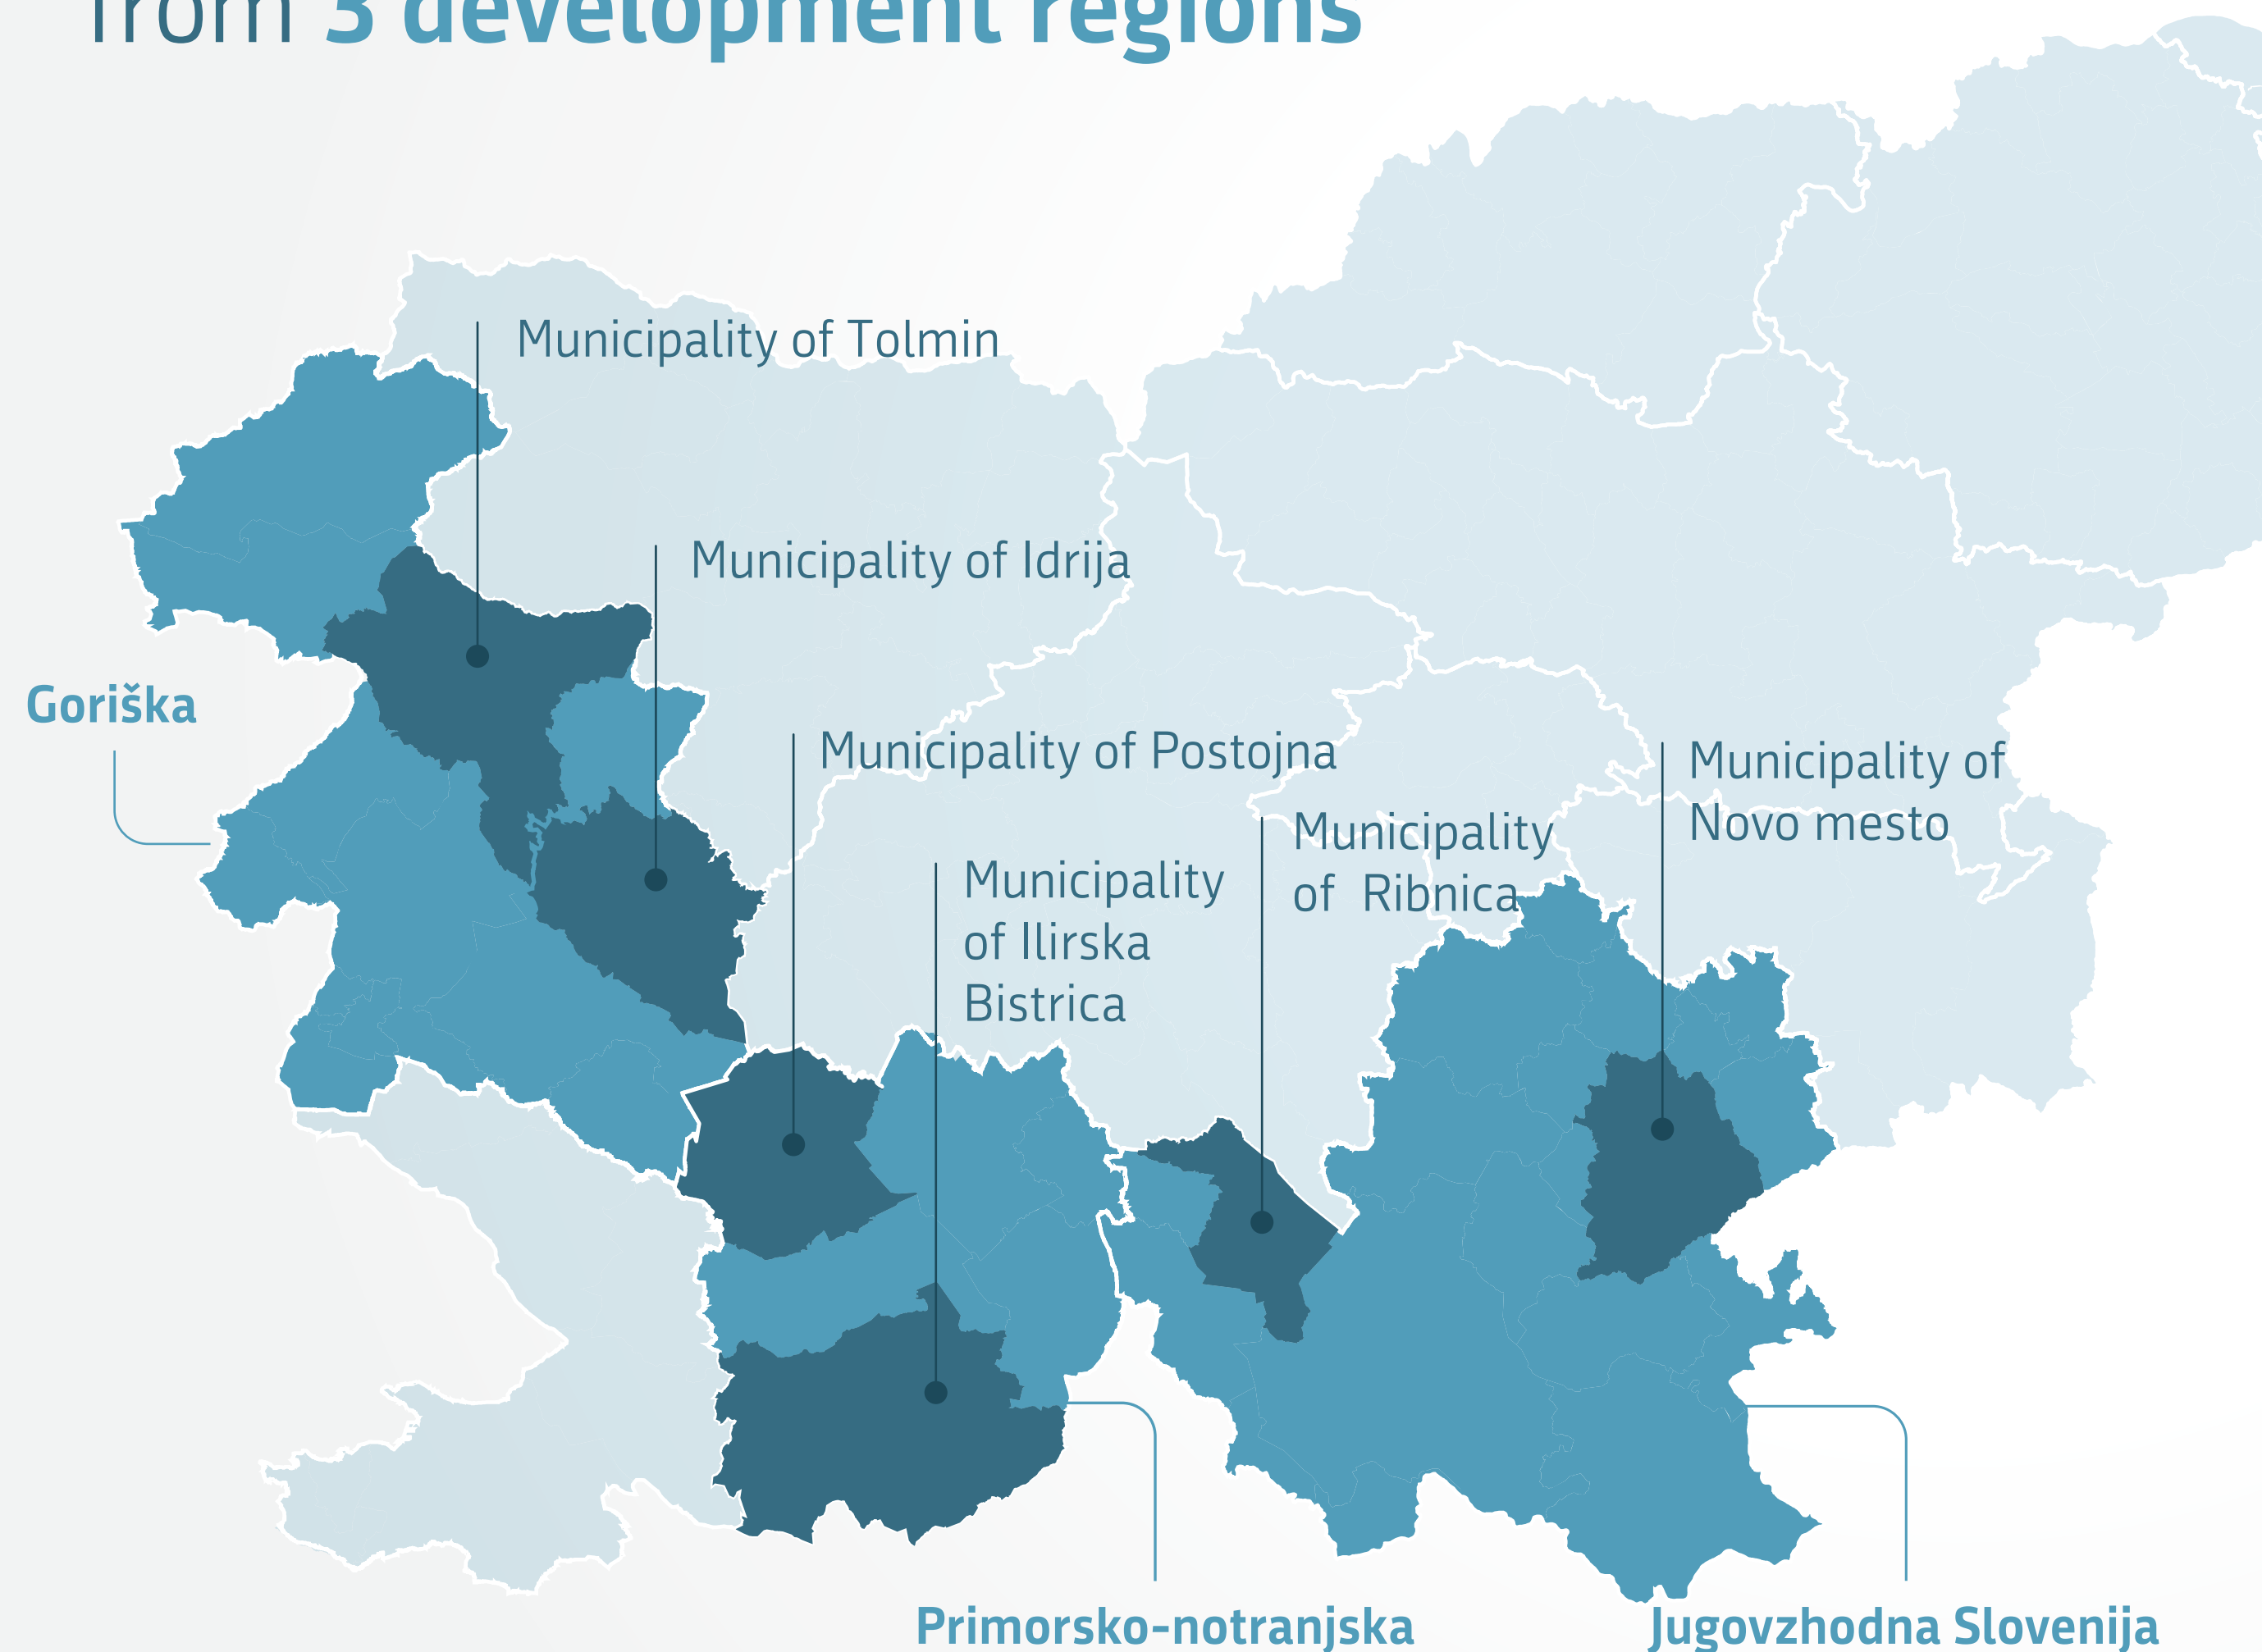 from 3 development regions
Municipality of Tolmin
Municipality of Idrija
Goriška
Municipality of Postojna
Municipality of
Novo mesto
Municipality
of Ribnica
Municipality
of Ilirska
Bistrica
Primorsko-notranjska
Jugovzhodna Slovenija